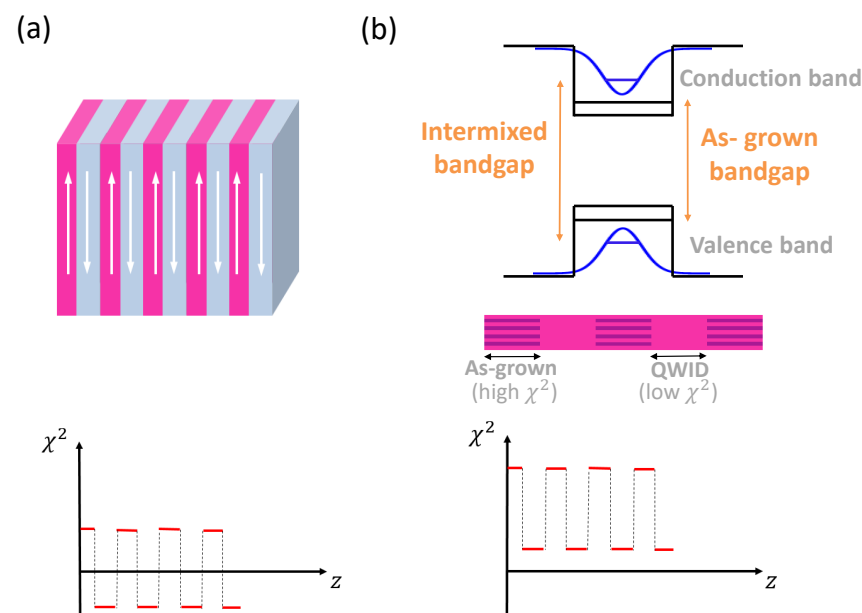 (a)
(b)
Conduction band
Intermixed
bandgap
As- grown
bandgap
Valence band
As-grown
(high χ²)
QWID
(low χ²)
χ²
z
χ²
z